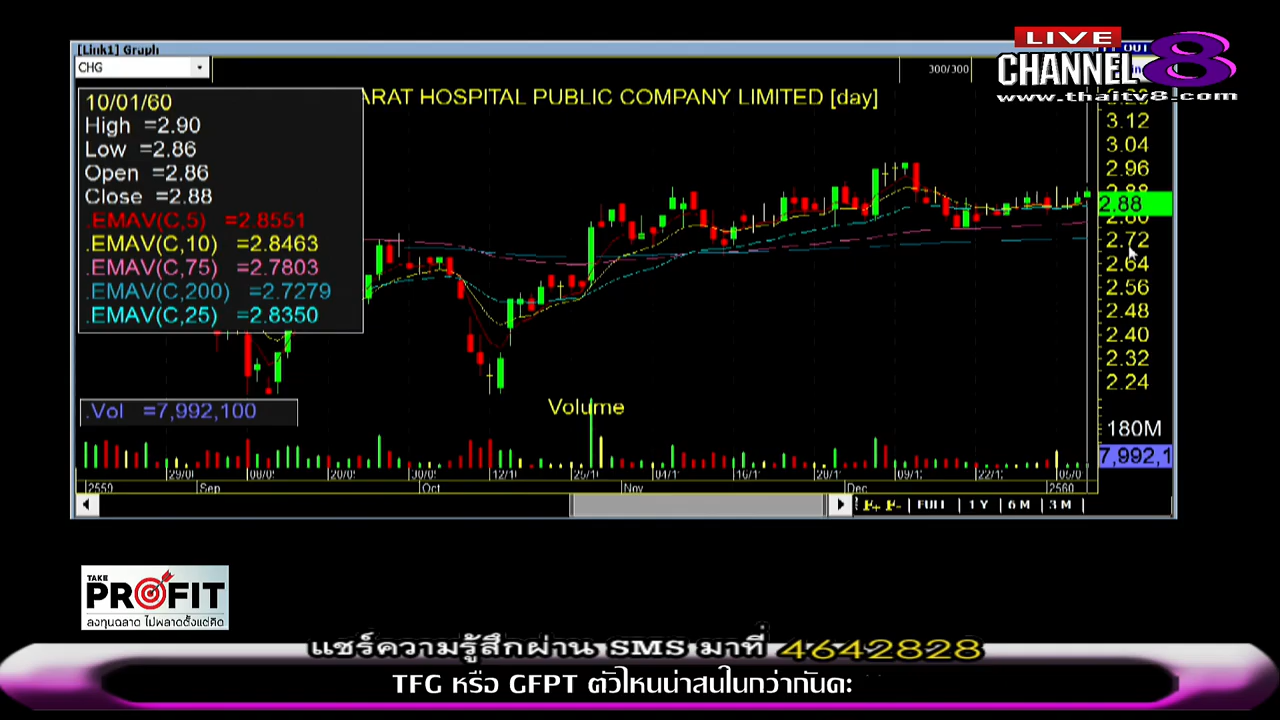 [Link1] Graph
CHG
300/300
LIVE
CHANNEL 8
www.thaitv8.com
ARAT HOSPITAL PUBLIC COMPANY LIMITED [day]
10/01/60
High =2.90
Low =2.86
Open =2.86
Close =2.88
.EMAV(C,5) =2.8551
.EMAV(C,10) =2.8463
.EMAV(C,75) =2.7803
.EMAV(C,200) =2.7279
.EMAV(C,25) =2.8350
3.12
3.04
2.96
2.88
2.88
2.80
2.72
2.64
2.56
2.48
2.40
2.32
2.24
.Vol =7,992,100
Volume
180M
7,992,1
2559 Sep Oct Nov Dec 2560
F+ F- FULL 1 Y 6 M 3 M
TAKE
PROFIT
ลงทุนฉลาด ไม่พลาดตั้งแต่คิด
แชร์ความรู้สึกผ่าน SMS มาที่ 4642828
TFG หรือ GFPT ตัวไหนน่าสนในกว่ากันคะ